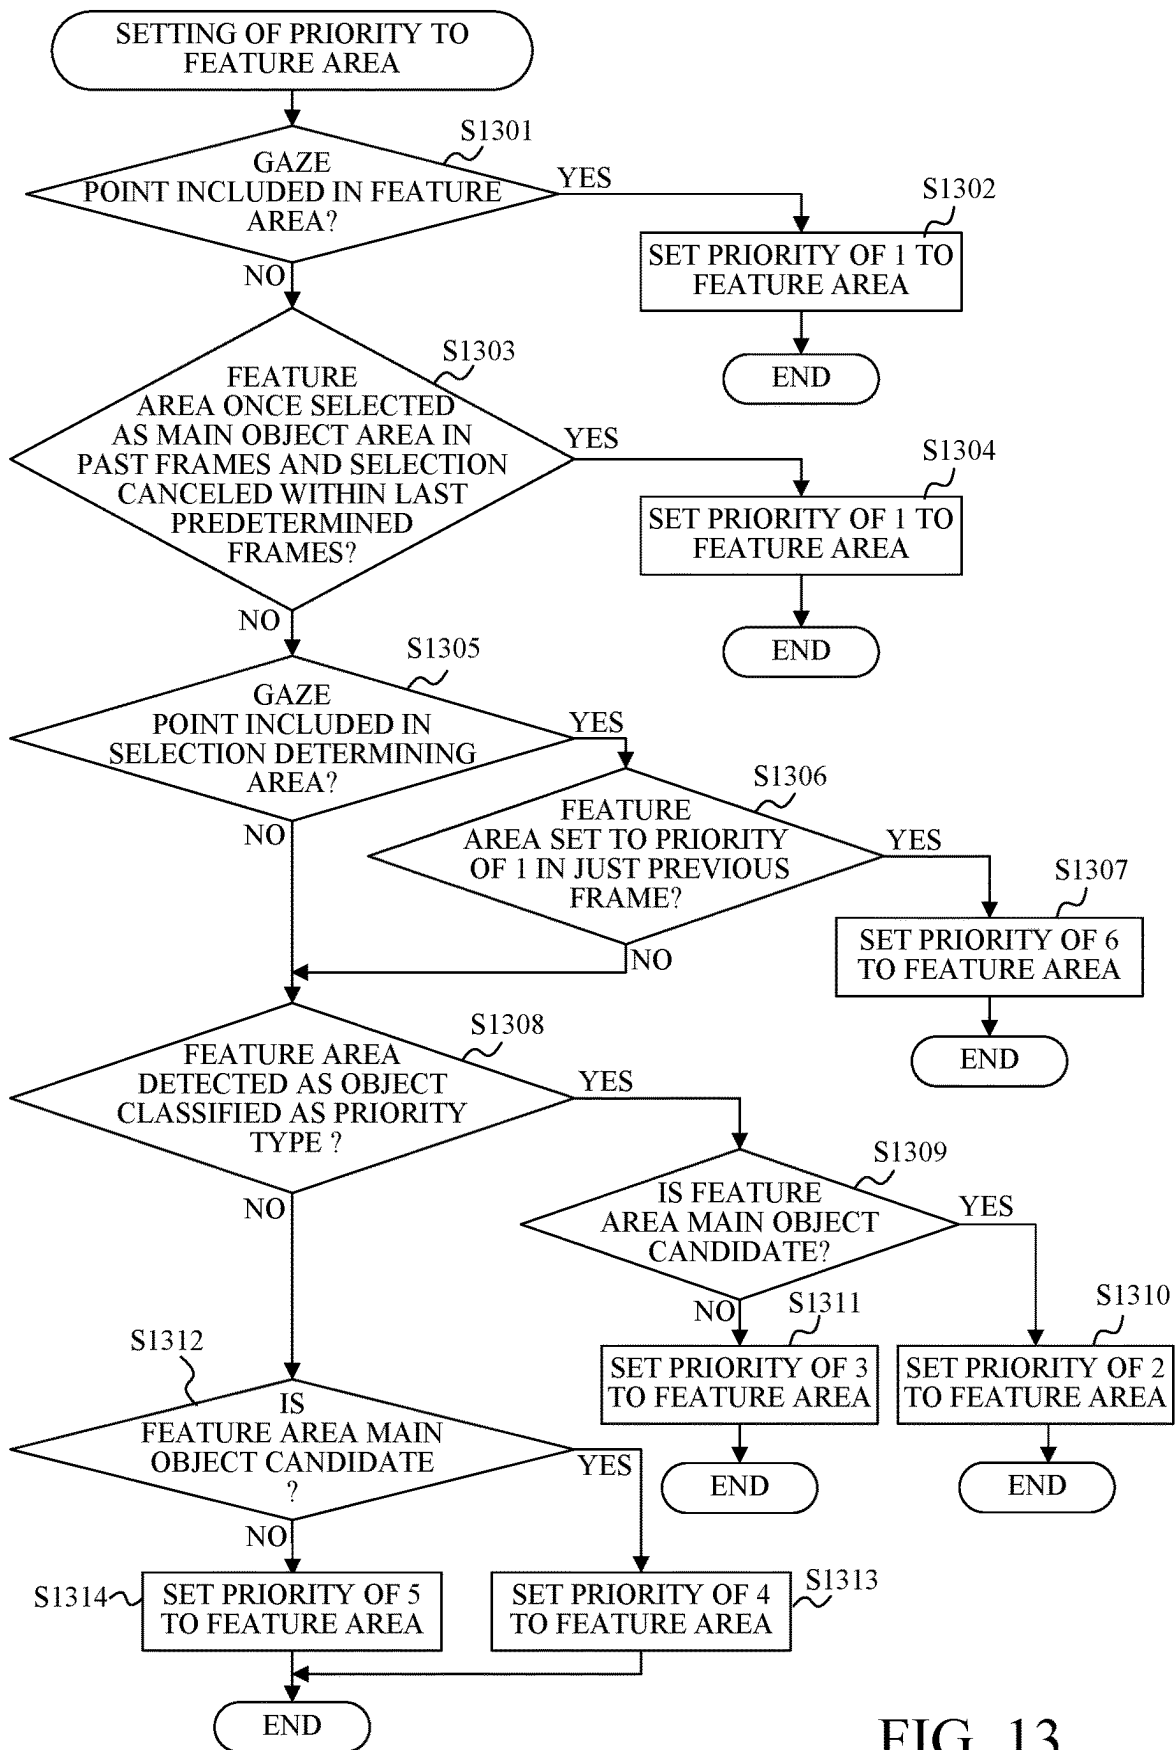 SETTING OF PRIORITY TO
FEATURE AREA
S1301
GAZE
POINT INCLUDED IN FEATURE
AREA?
YES
S1302
SET PRIORITY OF 1 TO
FEATURE AREA
NO
END
S1303
FEATURE
AREA ONCE SELECTED
AS MAIN OBJECT AREA IN
PAST FRAMES AND SELECTION
CANCELED WITHIN LAST
PREDETERMINED
FRAMES?
YES
S1304
SET PRIORITY OF 1 TO
FEATURE AREA
NO
END
S1305
GAZE
POINT INCLUDED IN
SELECTION DETERMINING
AREA?
YES
NO
S1306
FEATURE
AREA SET TO PRIORITY
OF 1 IN JUST PREVIOUS
FRAME?
YES
S1307
SET PRIORITY OF 6
TO FEATURE AREA
NO
END
S1308
FEATURE AREA
DETECTED AS OBJECT
CLASSIFIED AS PRIORITY
TYPE ?
YES
NO
S1309
IS FEATURE
AREA MAIN OBJECT
CANDIDATE?
YES
NO
S1311
SET PRIORITY OF 3
TO FEATURE AREA
END
S1310
SET PRIORITY OF 2
TO FEATURE AREA
END
S1312
IS
FEATURE AREA MAIN
OBJECT CANDIDATE
?
YES
NO
S1314
SET PRIORITY OF 5
TO FEATURE AREA
SET PRIORITY OF 4
TO FEATURE AREA
S1313
END
FIG. 13